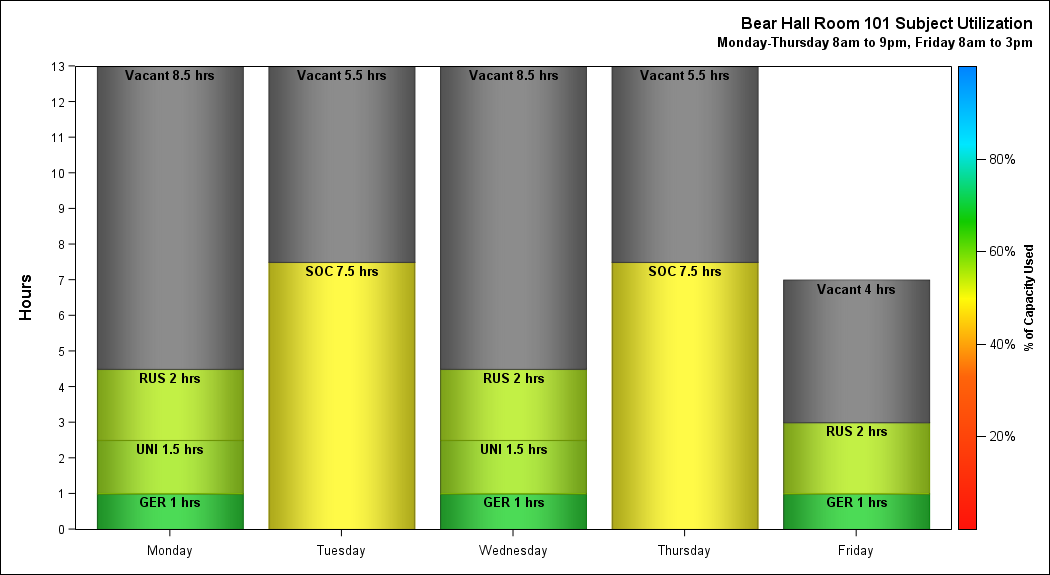 Bear Hall Room 101 Subject Utilization
Monday-Thursday 8am to 9pm, Friday 8am to 3pm
Hours
13
12
11
10
9
8
7
6
5
4
3
2
1
0
Vacant 8.5 hrs
RUS 2 hrs
UNI 1.5 hrs
GER 1 hrs
Vacant 5.5 hrs
SOC 7.5 hrs
Vacant 8.5 hrs
RUS 2 hrs
UNI 1.5 hrs
GER 1 hrs
Vacant 5.5 hrs
SOC 7.5 hrs
Vacant 4 hrs
RUS 2 hrs
GER 1 hrs
Monday Tuesday Wednesday Thursday Friday
80%
60%
40%
20%
% of Capacity Used